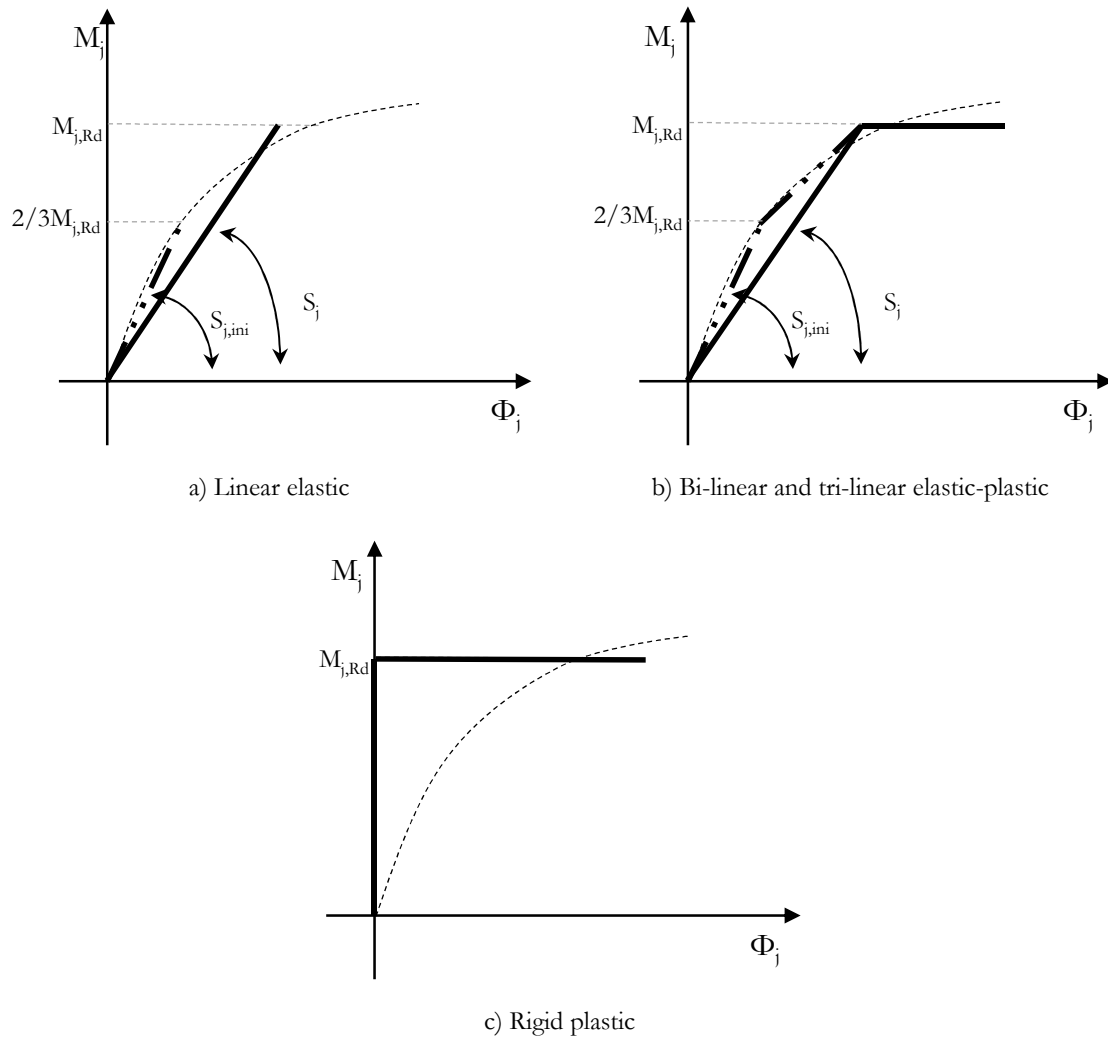 M_j
M_j,Rd
2/3M_j,Rd
S_j,ini
S_j
Φ_j
a) Linear elastic
M_j
M_j,Rd
2/3M_j,Rd
S_j,ini
S_j
Φ_j
b) Bi-linear and tri-linear elastic-plastic
M_j
M_j,Rd
Φ_j
c) Rigid plastic